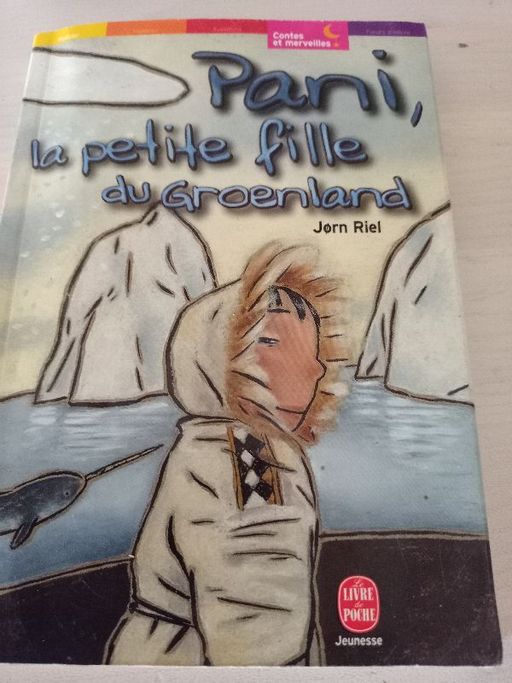 Contes
et merveilles
Pani,
la petite fille
du Groenland
Jørn Riel
Le
LIVRE
de
POCHE
Jeunesse